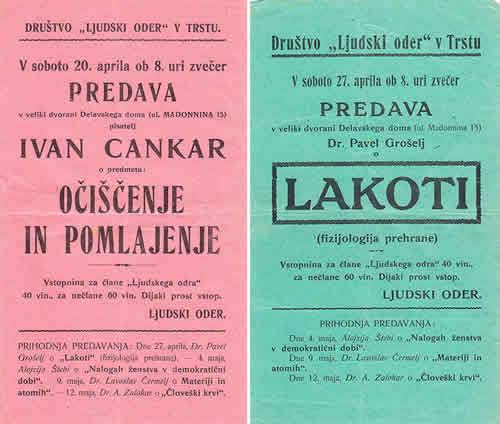 DRUŠTVO „LJUDSKI ODER" V TRSTU.
V soboto 20. aprila ob 8. uri zvečer
PREDAVA
v veliki dvorani Delavskega doma (ul. MADONNINA 15)
pisatelj
IVAN CANKAR
o predmetu:
OČIŠČENJE
IN POMLAJENJE
Vstopnina za člane „Ljudskega odra"
40 vin., za nečlane 60 vin. Dijaki prost vstop.
LJUDSKI ODER.
PRIHODNJA PREDAVANJA: Dne 27. aprila, Dr. Pavel
Grošelj o „Lakoti" (fizijologija prehrane). — 4. maja,
Alojzija Štebi o „Nalogah ženstva v demokratični
dobi". 9. maja, Dr. Lavoslav Čermelj o Materiji in
atomih". — 12. maja, Dr. A. Zalokar o „Človeški krvi".
Društvo „Ljudski oder" v Trstu
V soboto 27. aprila ob 8. uri zvečer
PREDAVA
v veliki dvorani Delavskega doma (ul. Madonnina 15)
Dr. Pavel Grošelj
o
LAKOTI
(fizijologija prehrane)
Vstopnina za člane „Ljudskega odra" 40 vin.,
za nečlane 60 vin. Dijaki prost vstop.
LJUDSKI ODER.
PRIHODNJA PREDAVANJA:
Dne 4. maja, Alojzija Štebi o „Nalogah ženstva
v demokratični dobi".
Dne 9. maja, Dr. Lavoslav Čermelj o „Materiji in
atomih".
Dne 12. maja, Dr. A. Zalokar o „Človeški krvi".